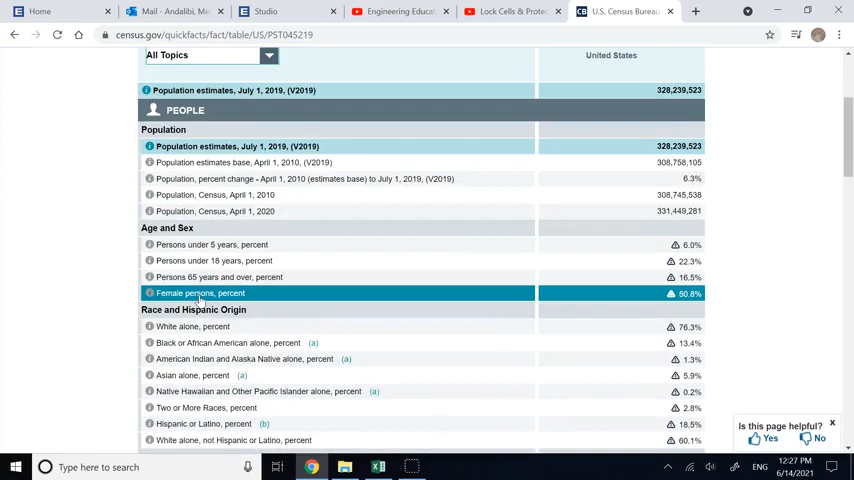 Home
Mail - Andalibi, Me
Studio
Engineering Educa
Lock Cells & Prote
U.S. Census Bureau
census.gov/quickfacts/fact/table/US/PST045219
All Topics
United States
Population estimates, July 1, 2019, (V2019) 328,239,523
PEOPLE
Population
Population estimates, July 1, 2019, (V2019) 328,239,523
Population estimates base, April 1, 2010, (V2019) 308,758,105
Population, percent change - April 1, 2010 (estimates base) to July 1, 2019, (V2019) 6.3%
Population, Census, April 1, 2010 308,745,538
Population, Census, April 1, 2020 331,449,281
Age and Sex
Persons under 5 years, percent 6.0%
Persons under 18 years, percent 22.3%
Persons 65 years and over, percent 16.5%
Female persons, percent 50.8%
Race and Hispanic Origin
White alone, percent 76.3%
Black or African American alone, percent (a) 13.4%
American Indian and Alaska Native alone, percent (a) 1.3%
Asian alone, percent (a) 5.9%
Native Hawaiian and Other Pacific Islander alone, percent (a) 0.2%
Two or More Races, percent 2.8%
Hispanic or Latino, percent (b) 18.5%
White alone, not Hispanic or Latino, percent 60.1%
Is this page helpful? X
Yes No
Type here to search
ENG
12:27 PM
6/14/2021